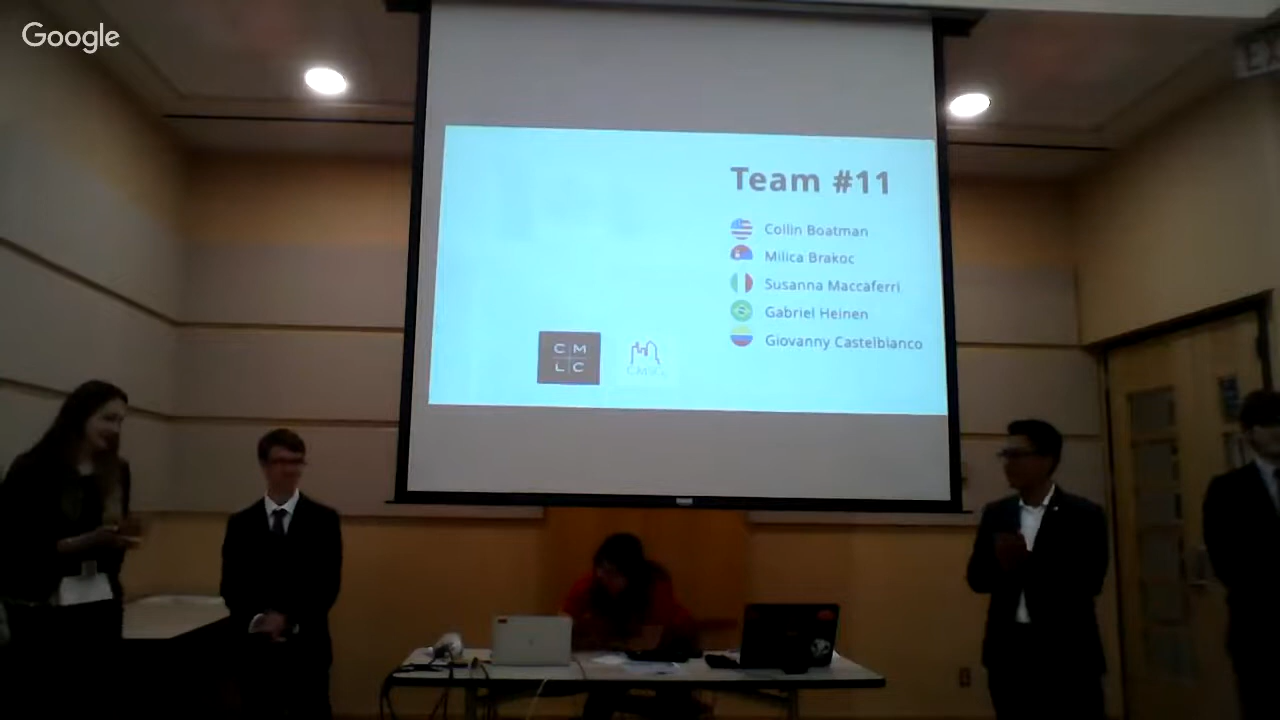 Google
Team #11
Collin Boatman
Milica Brakoc
Susanna Maccaferri
Gabriel Heinen
Giovanny Castelblanco
C M
L C